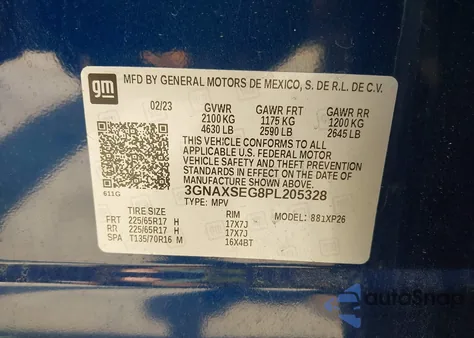 gm
MFD BY GENERAL MOTORS DE MEXICO, S. DE R.L. DE C.V.
02/23 GVWR GAWR FRT GAWR RR
2100 KG 1175 KG 1200 KG
4630 LB 2590 LB 2645 LB
THIS VEHICLE CONFORMS TO ALL
APPLICABLE U.S. FEDERAL MOTOR
VEHICLE SAFETY AND THEFT PREVENTION
STANDARDS IN EFFECT ON THE DATE OF
MANUFACTURE SHOWN ABOVE.
3GNAXSEG8PL205328
611G TYPE: MPV
TIRE SIZE RIM MODEL: 881XP26
FRT 225/65R17 H 17X7J
RR 225/65R17 H 17X7J
SPA T135/70R16 M 16X4BT
autoSnap